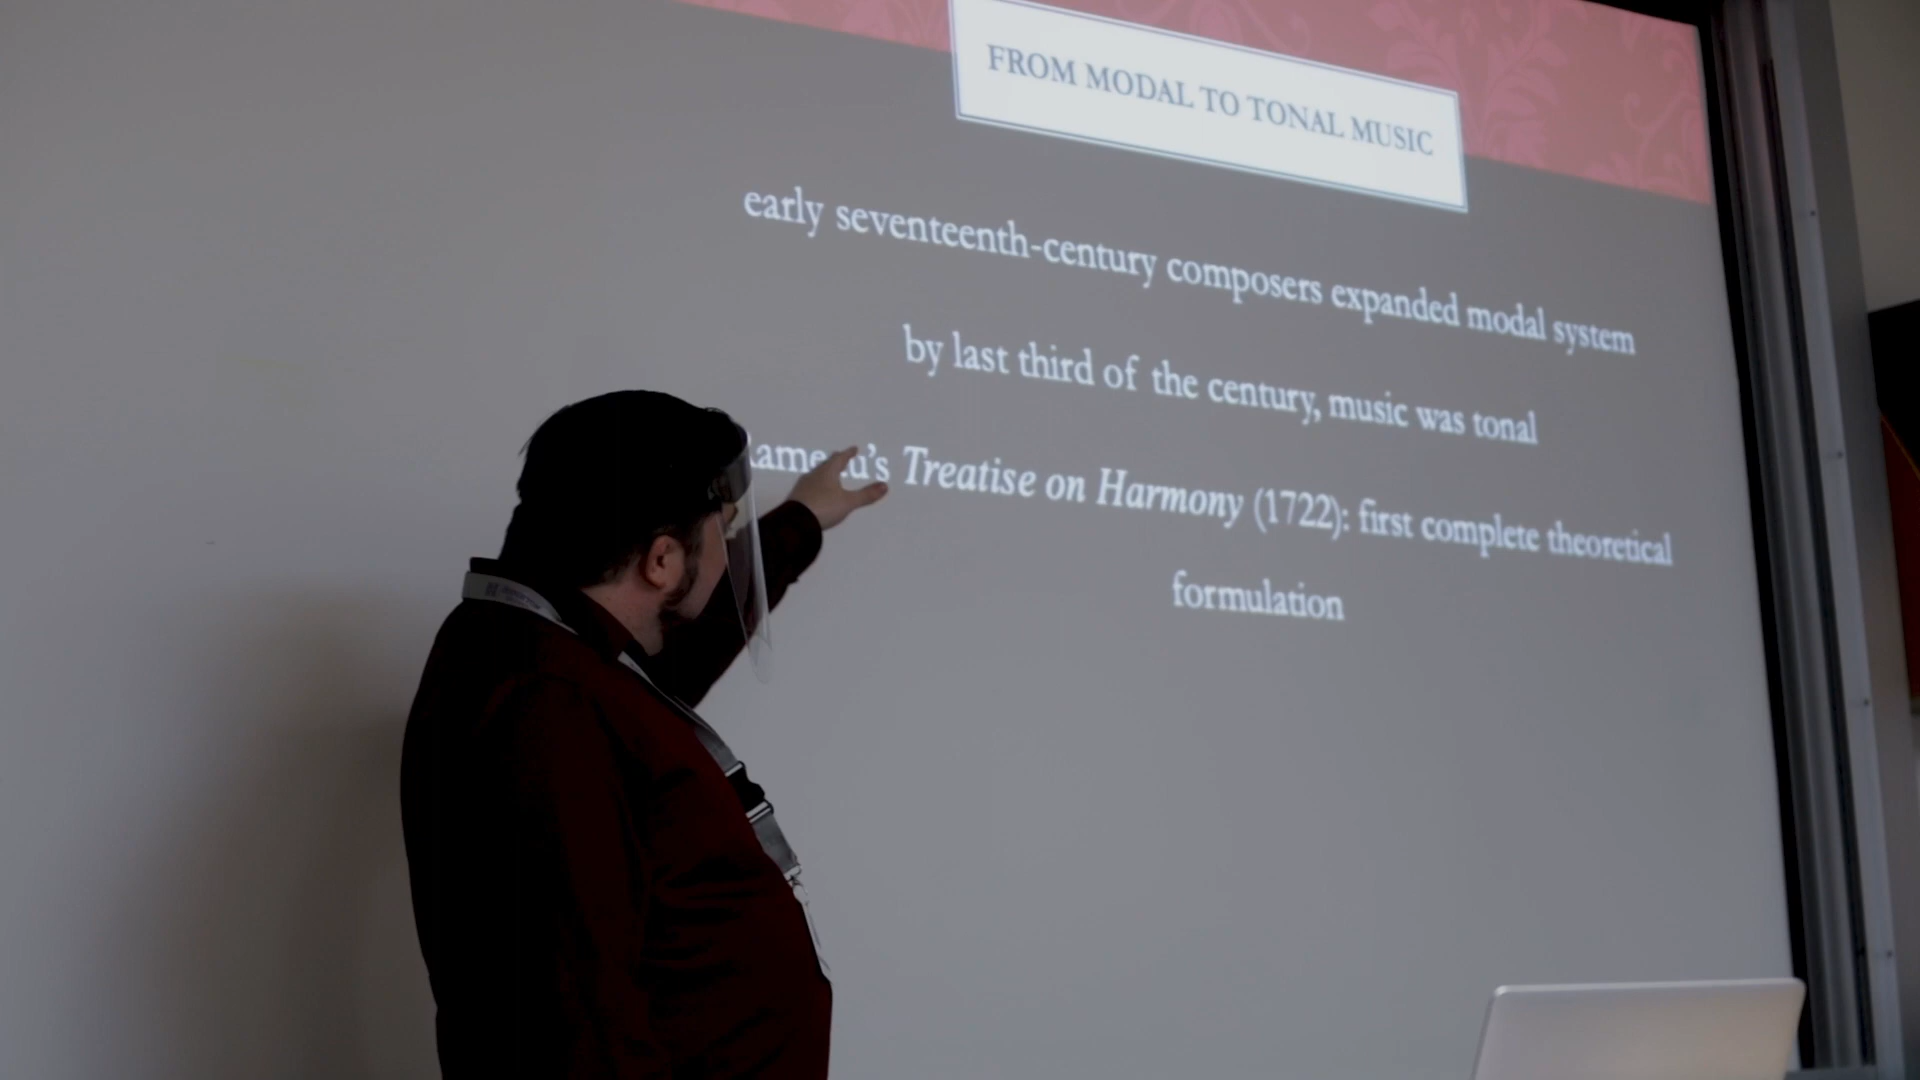 FROM MODAL TO TONAL MUSIC
early seventeenth-century composers expanded modal system
by last third of the century, music was tonal
Rameau's Treatise on Harmony (1722): first complete theoretical
formulation